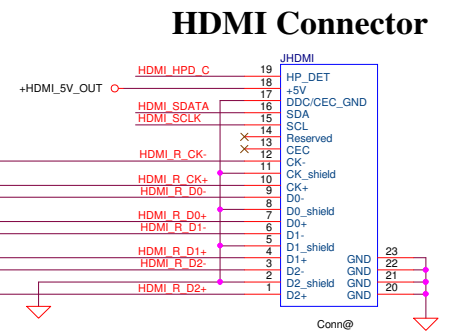 HDMI Connector
JHDMI
HDMI_HPD_C 19 HP_DET
+HDMI_5V_OUT 18 +5V
17 DDC/CEC_GND
HDMI_SDATA 16 SDA
HDMI_SCLK 15 SCL
14 Reserved
13 CEC
HDMI_R_CK- 12 CK-
11 CK_shield
HDMI_R_CK+ 10 CK+
HDMI_R_D0- 9 D0-
8 D0_shield
HDMI_R_D0+ 7 D0+
HDMI_R_D1- 6 D1-
5 D1_shield
HDMI_R_D1+ 4 D1+ GND 23
HDMI_R_D2- 3 D2- GND 22
2 D2_shield GND 21
HDMI_R_D2+ 1 D2+ GND 20
Conn@